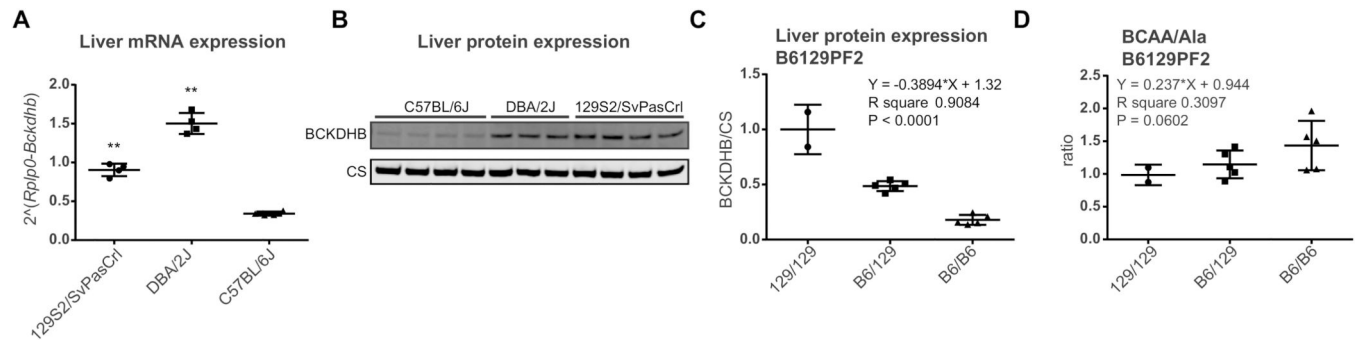 A
Liver mRNA expression
2^(Rplp0-Bckdhb)
2.0
1.5
1.0
0.5
0.0
**
**
129S2/SvPasCrl
DBA/2J
C57BL/6J
B
Liver protein expression
C57BL/6J DBA/2J 129S2/SvPasCrl
BCKDHB
CS
C
Liver protein expression
B6129PF2
Y = -0.3894*X + 1.32
R square 0.9084
P < 0.0001
BCKDHB/CS
1.5
1.0
0.5
0.0
129/129
B6/129
B6/B6
D
BCAA/Ala
B6129PF2
Y = 0.237*X + 0.944
R square 0.3097
P = 0.0602
ratio
2.5
2.0
1.5
1.0
0.5
0.0
129/129
B6/129
B6/B6